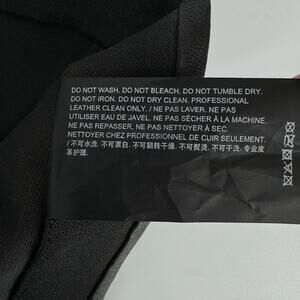 DO NOT WASH. DO NOT BLEACH. DO NOT TUMBLE DRY.
DO NOT IRON. DO NOT DRY CLEAN. PROFESSIONAL
LEATHER CLEAN ONLY. / NE PAS LAVER. NE PAS
UTILISER EAU DE JAVEL. NE PAS SÉCHER À LA MACHINE.
NE PAS REPASSER. NE PAS NETTOYER À SEC.
NETTOYER PROFESSIONNEL DE CUIR SEULEMENT.
/ 不可水洗. 不可漂白. 不可翻转干燥. 不可熨烫. 不可干洗. 专业皮
革护理.